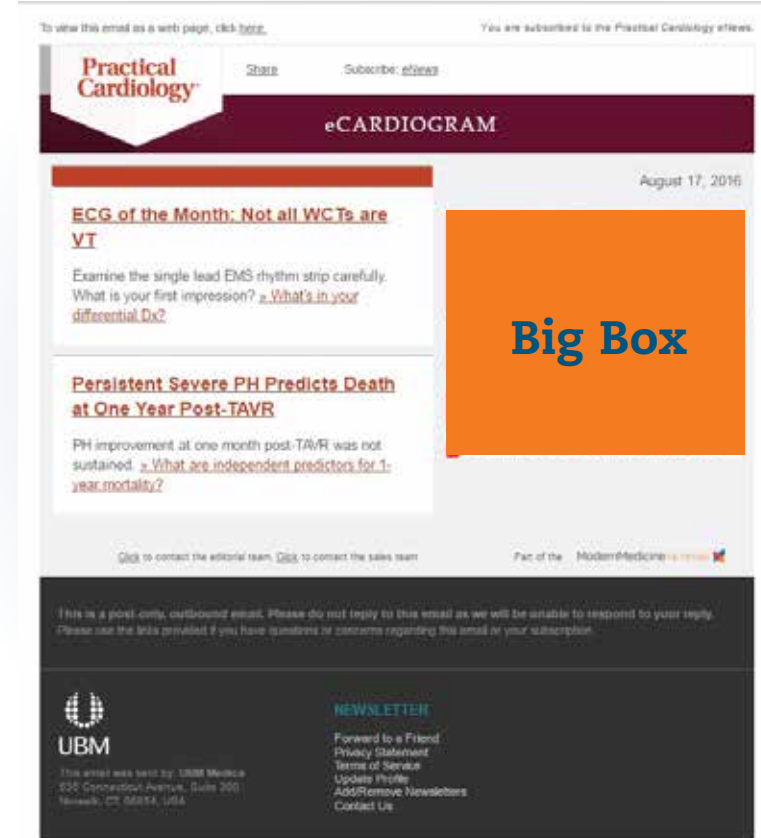 To view this email as a web page, click here.
You are subscribed to the Practical Cardiology eNews.
Practical
Cardiology
Share
Subscribe: eNews
eCARDIOGRAM
August 17, 2016
ECG of the Month: Not all WCTs are
VT
Examine the single lead EMS rhythm strip carefully.
What is your first impression? » What's in your
differential Dx?
Big Box
Persistent Severe PH Predicts Death
at One Year Post-TAVR
PH improvement at one month post-TAVR was not
sustained. » What are independent predictors for 1-
year mortality?
Click to contact the editorial team. Click to contact the sales team
Part of the ModernMedicine
This is a post-only, outbound email. Please do not reply to this email as we will be unable to respond to your reply.
Please use the links provided if you have questions or concerns regarding this email or your subscription.
UBM
This email was sent by: UBM Medica
Connecticut Avenue, Suite
Norwalk, CT, USA
NEWSLETTER
Forward to a Friend
Privacy Statement
Terms of Service
Update Profile
Add/Remove Newsletters
Contact Us